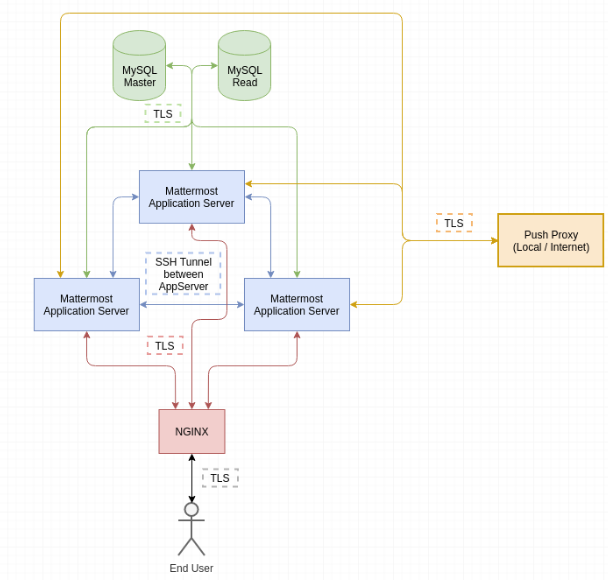 MySQL
Master
MySQL
Read
TLS
Mattermost
Application Server
TLS
Push Proxy
(Local / Internet)
SSH Tunnel
between
AppServer
Mattermost
Application Server
Mattermost
Application Server
TLS
NGINX
TLS
End User